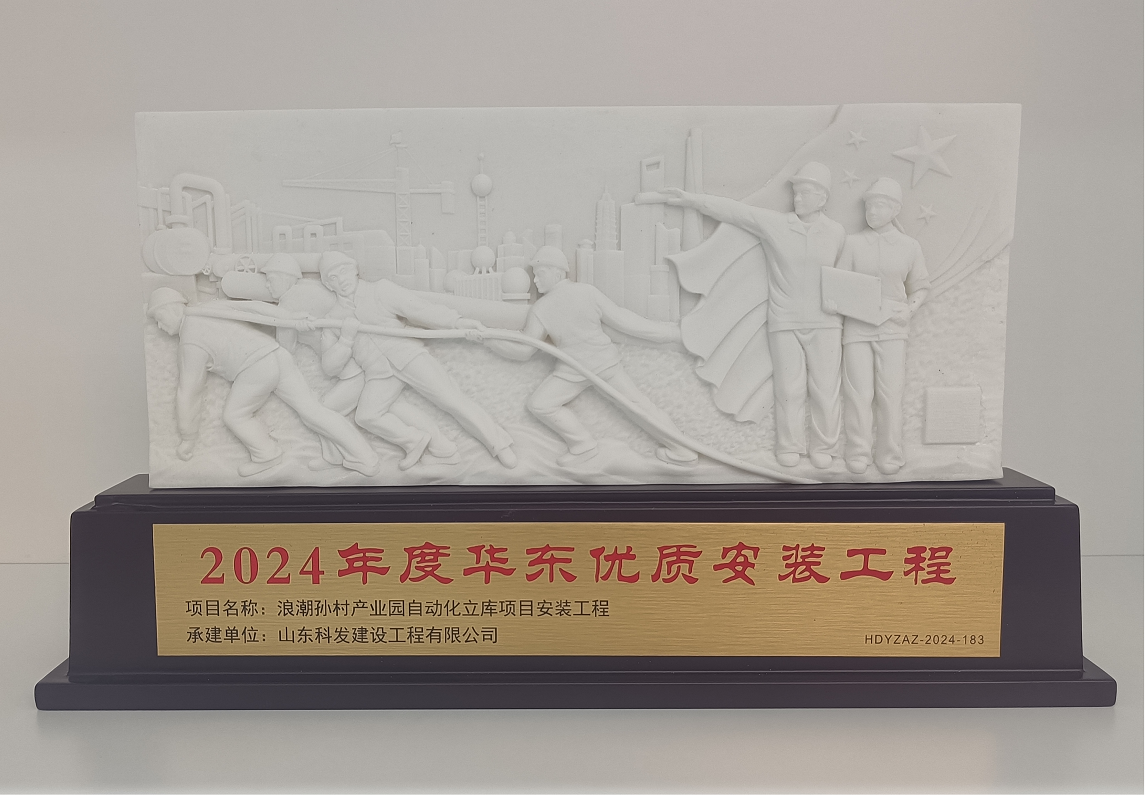 2024年度华东优质安装工程
项目名称：浪潮孙村产业园自动化立库项目安装工程
承建单位：山东科发建设工程有限公司
HDYZAZ-2024-183